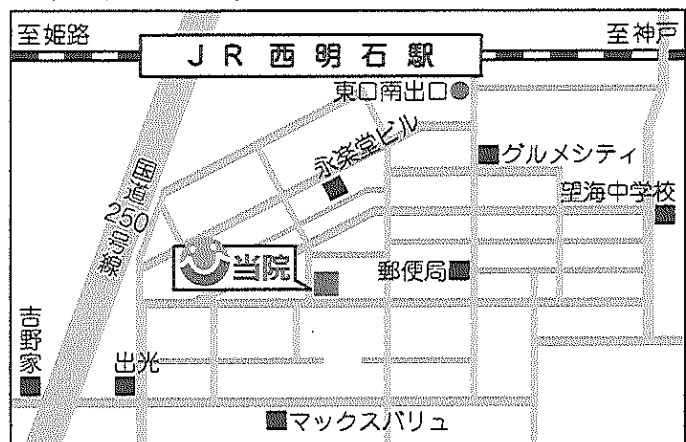 至姫路
至神戸
JR西明石駅
東口南出口
永楽堂ビル
グルメシティ
望海中学校
国道250号線
当院
郵便局
吉野家
出光
マックスバリュ